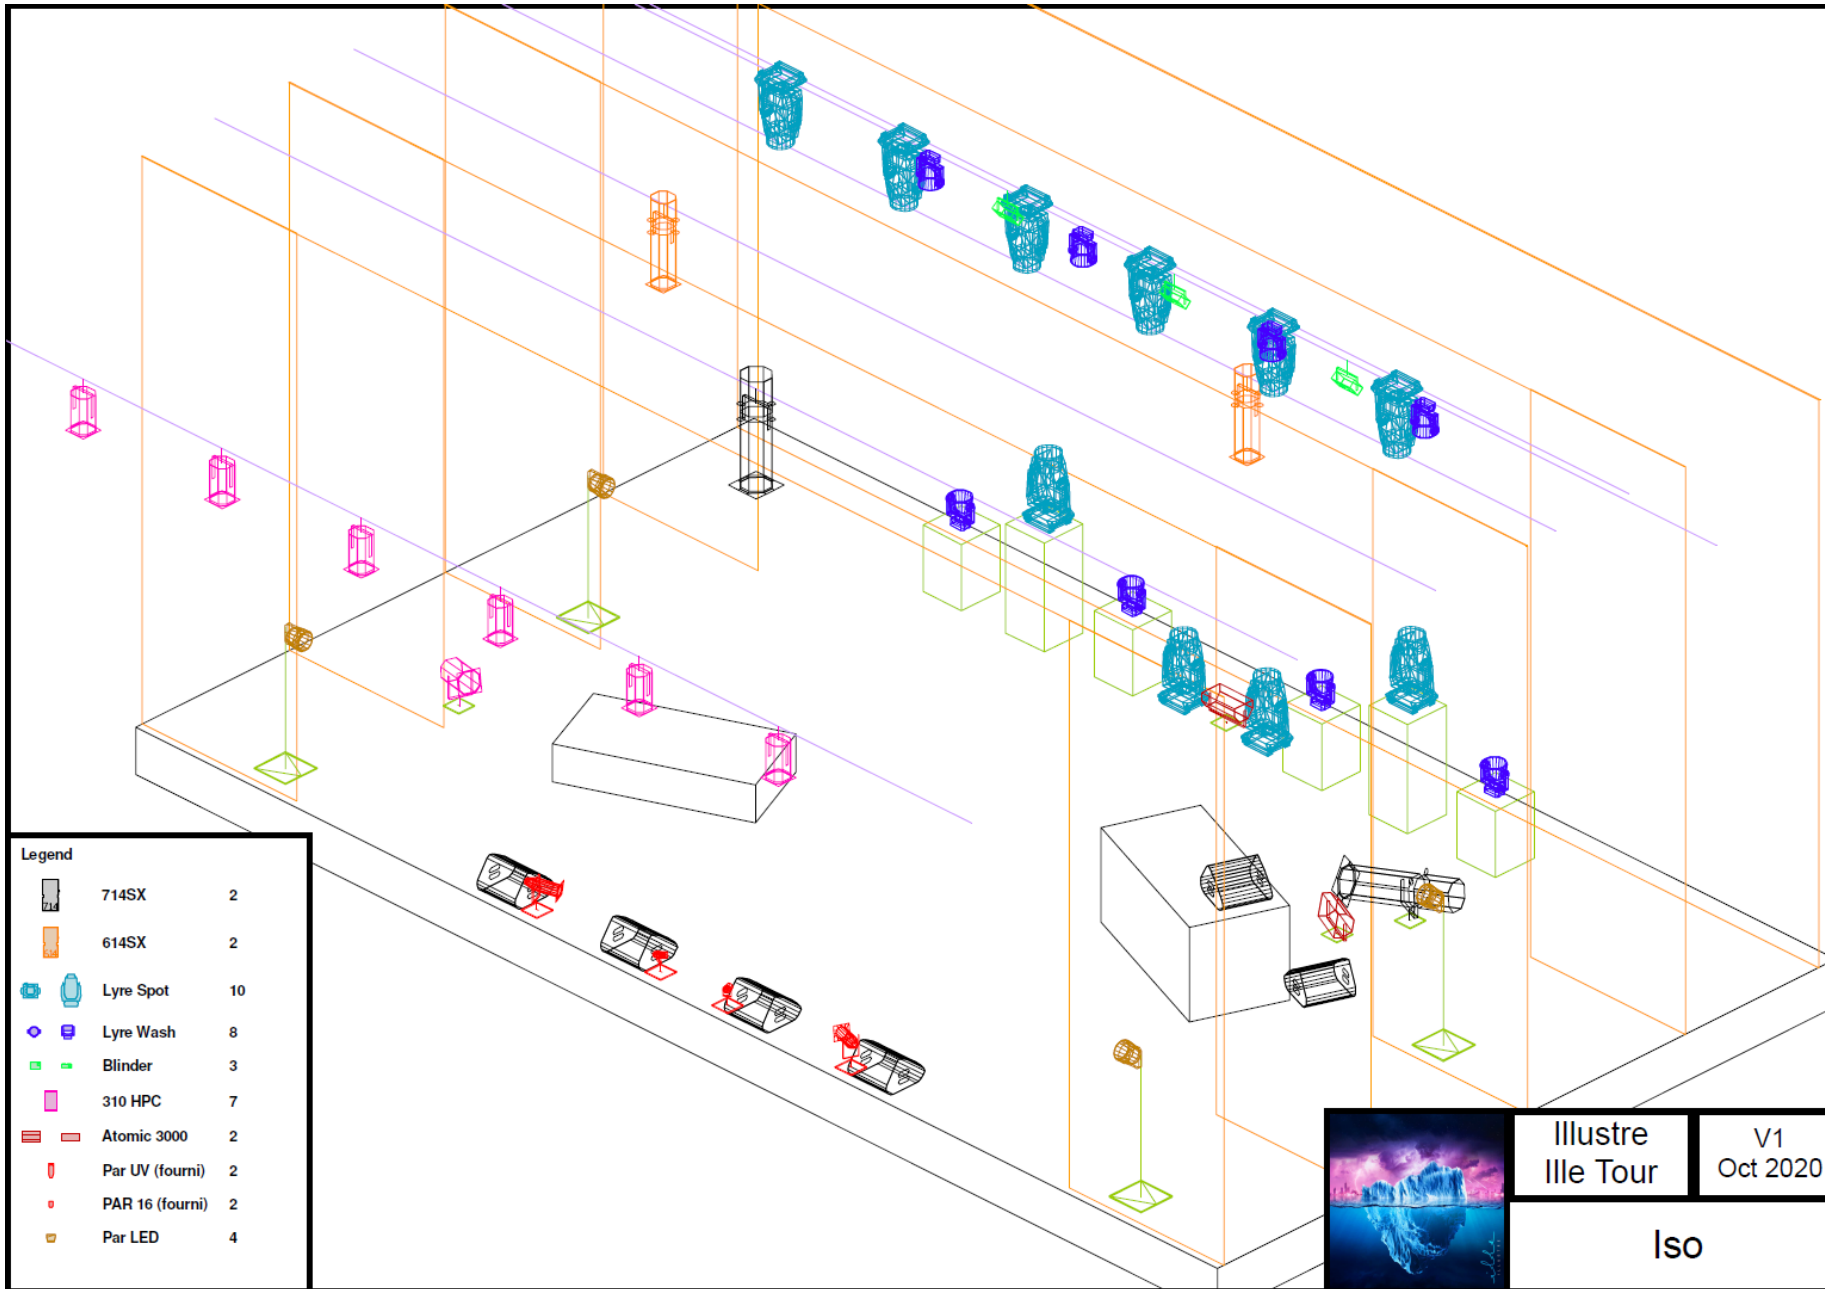 Legend
714SX 2
614SX 2
Lyre Spot 10
Lyre Wash 8
Blinder 3
310 HPC 7
Atomic 3000 2
Par UV (fourni) 2
PAR 16 (fourni) 2
Par LED 4
Illustre
Ille Tour
V1
Oct 2020
Iso